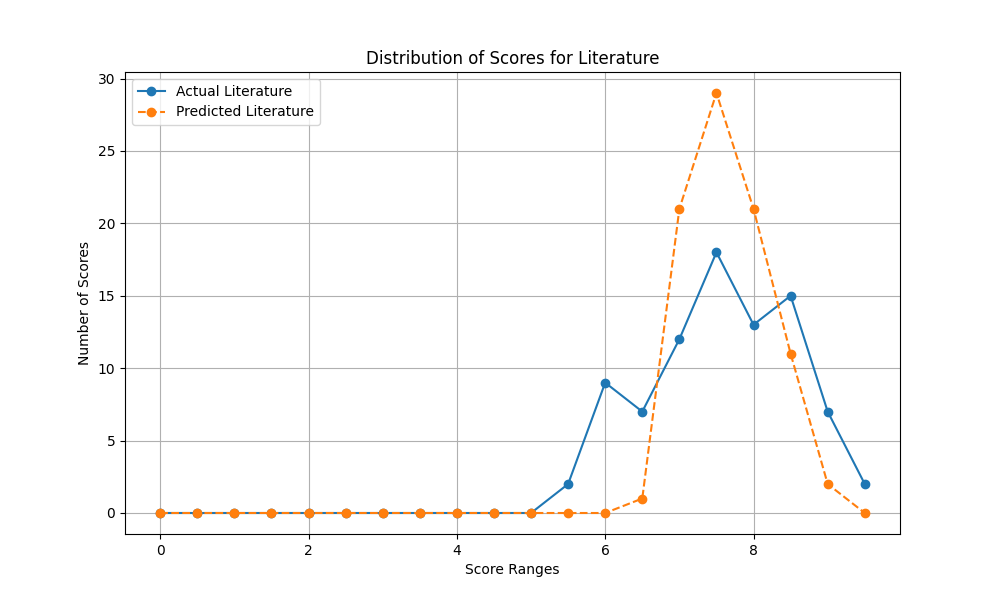 Distribution of Scores for Literature
Actual Literature
Predicted Literature
Number of Scores
30
25
20
15
10
5
0
0 2 4 6 8
Score Ranges